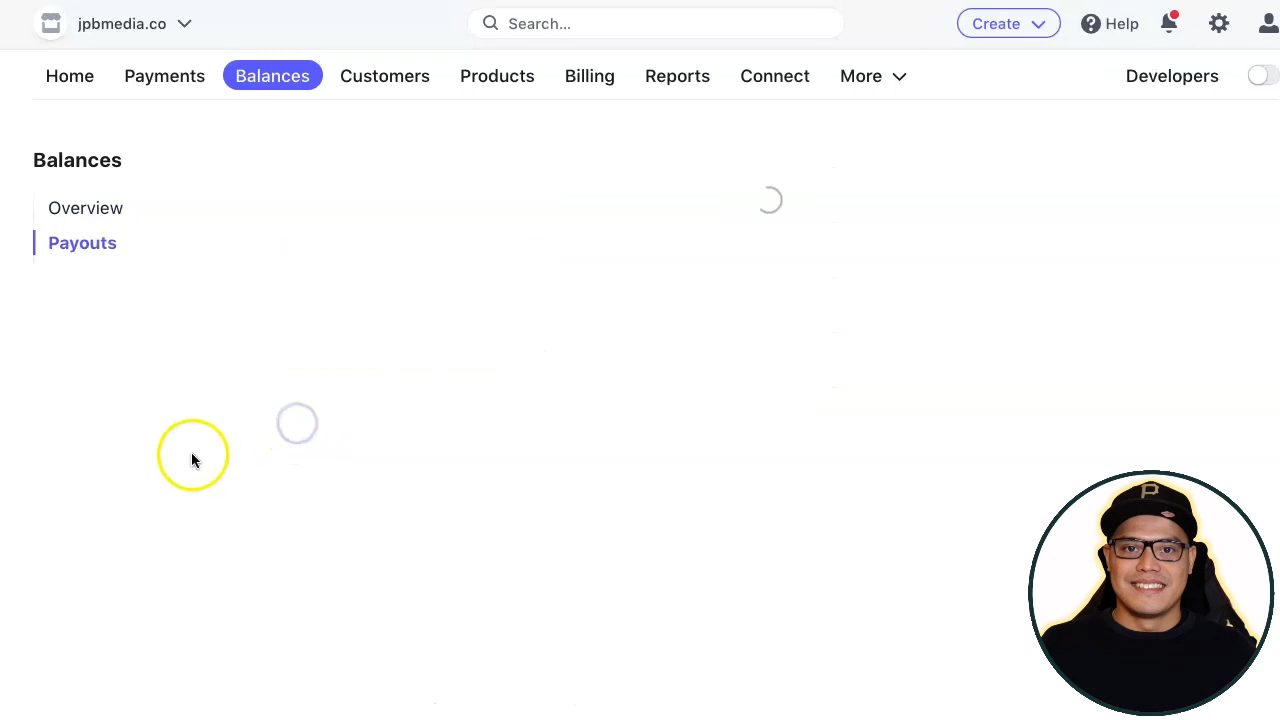 jpbmedia.co
Search...
Create
Help
Home Payments Balances Customers Products Billing Reports Connect More Developers
Balances
Overview
Payouts
P